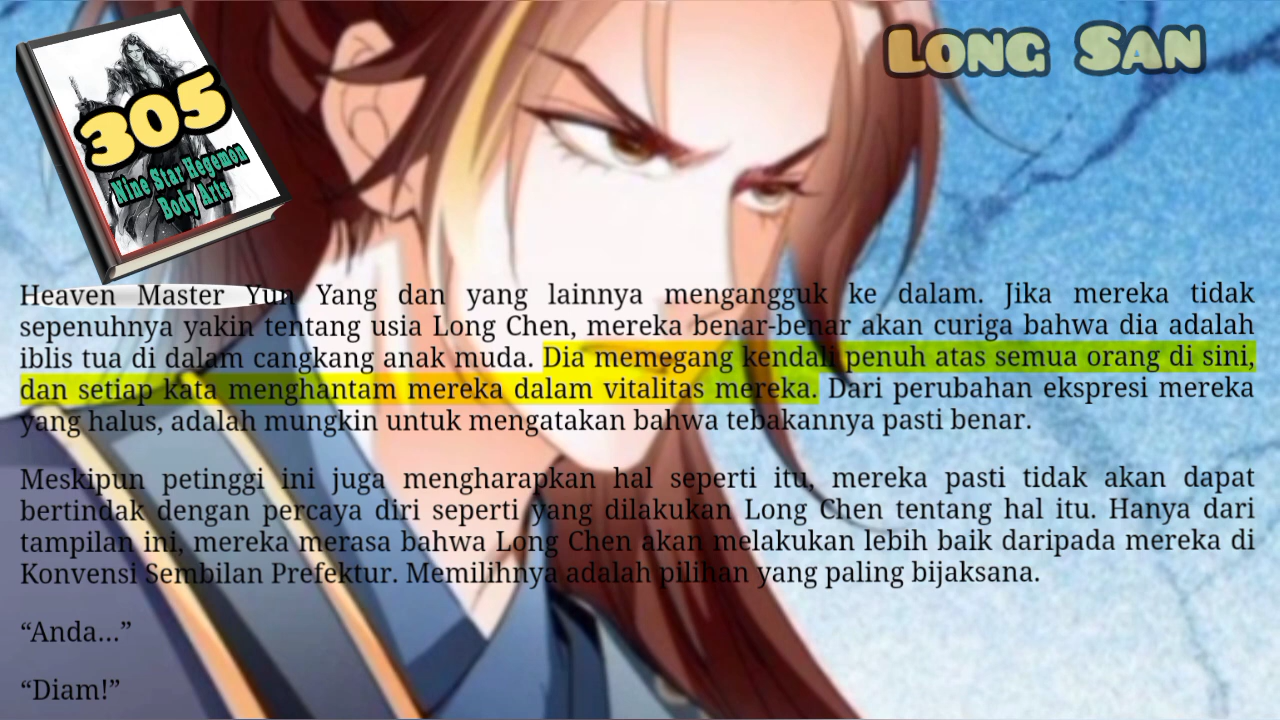 LONG SAN
305
Nine Star Hegemon
Body Arts
Heaven Master Yun Yang dan yang lainnya mengangguk ke dalam. Jika mereka tidak
sepenuhnya yakin tentang usia Long Chen, mereka benar-benar akan curiga bahwa dia adalah
iblis tua di dalam cangkang anak muda. Dia memegang kendali penuh atas semua orang di sini,
dan setiap kata menghantam mereka dalam vitalitas mereka. Dari perubahan ekspresi mereka
yang halus, adalah mungkin untuk mengatakan bahwa tebakannya pasti benar.
Meskipun petinggi ini juga mengharapkan hal seperti itu, mereka pasti tidak akan dapat
bertindak dengan percaya diri seperti yang dilakukan Long Chen tentang hal itu. Hanya dari
tampilan ini, mereka merasa bahwa Long Chen akan melakukan lebih baik daripada mereka di
Konvensi Sembilan Prefektur. Memilihnya adalah pilihan yang paling bijaksana.
“Anda…”
“Diam!”